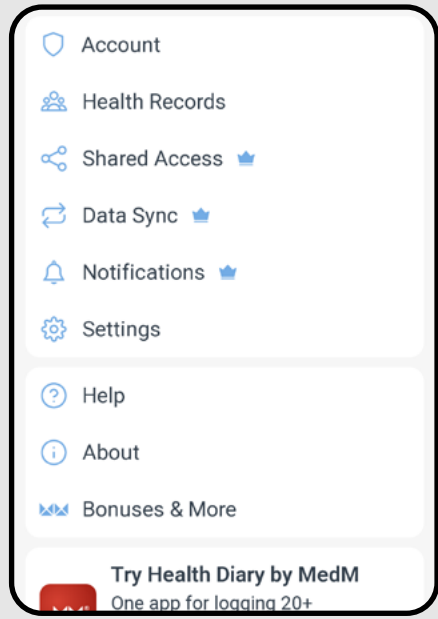 Account
Health Records
Shared Access
Data Sync
Notifications
Settings
Help
About
Bonuses & More
Try Health Diary by MedM
One app for logging 20+